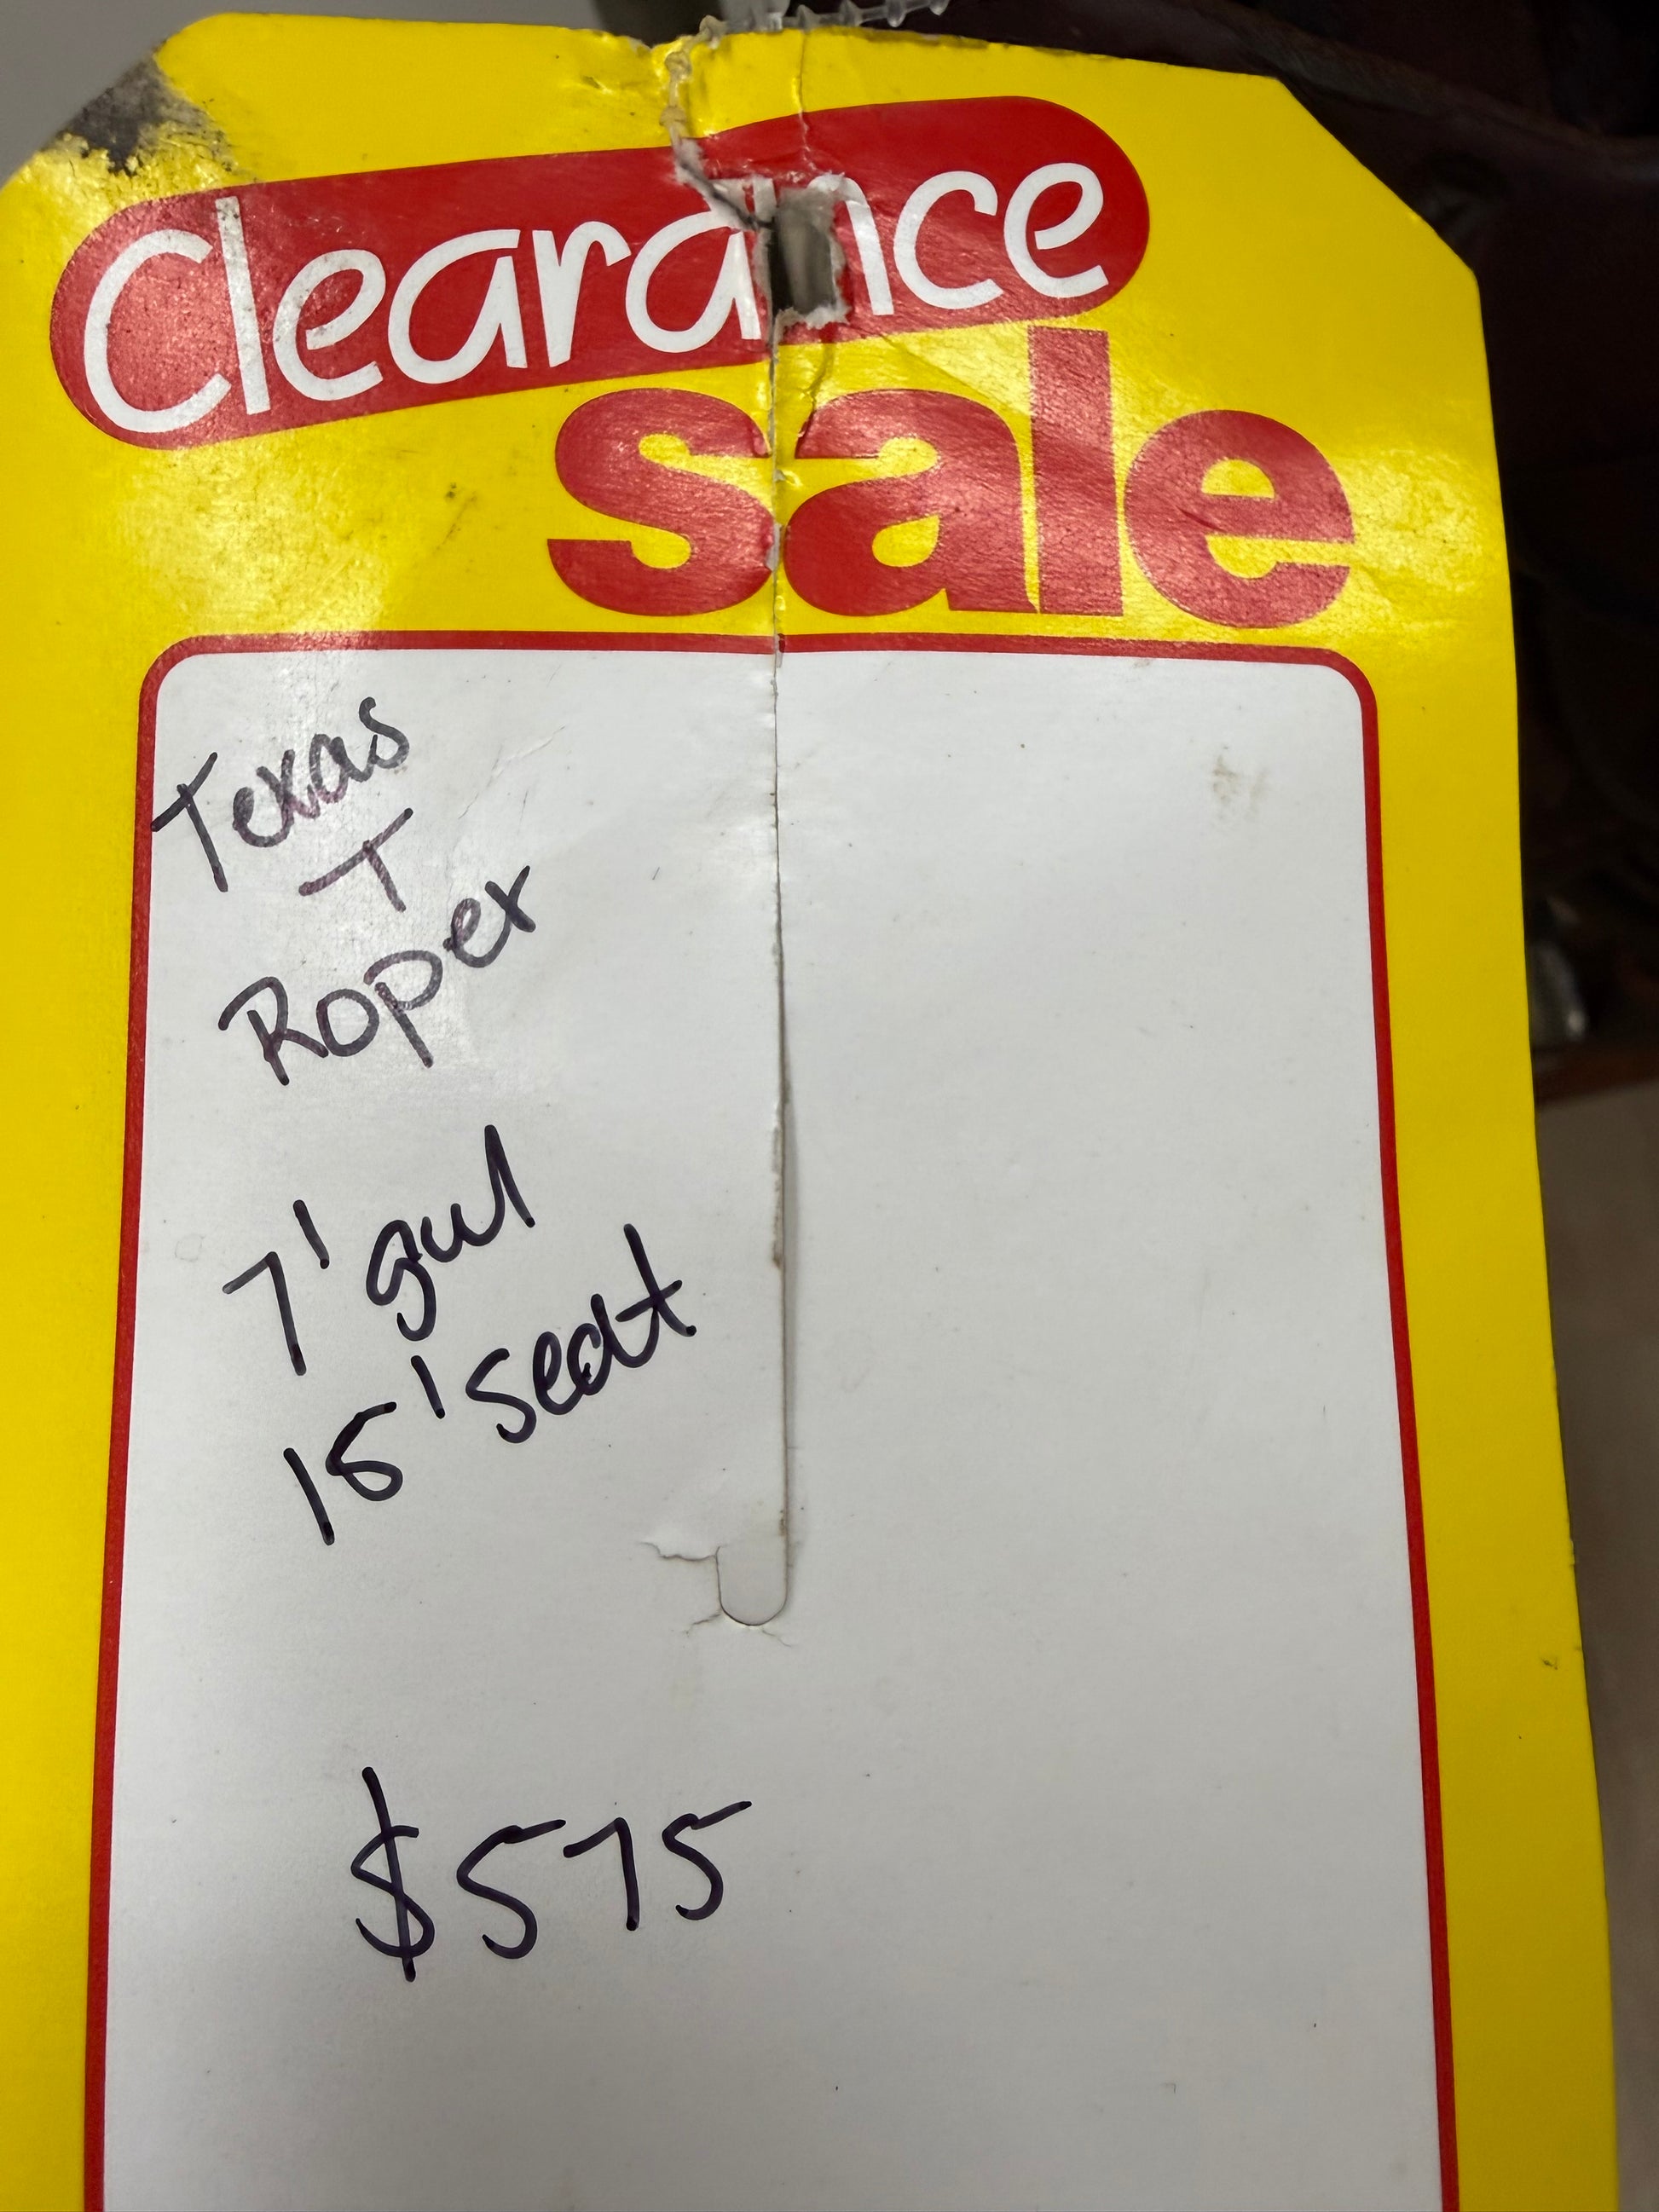 Clearance
sale
Texas
T
Roper
7' gul
15' seat
$575